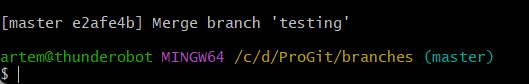 [master e2afe4b] Merge branch 'testing'
artem@thunderobot MINGW64 /c/d/ProGit/branches (master)
$